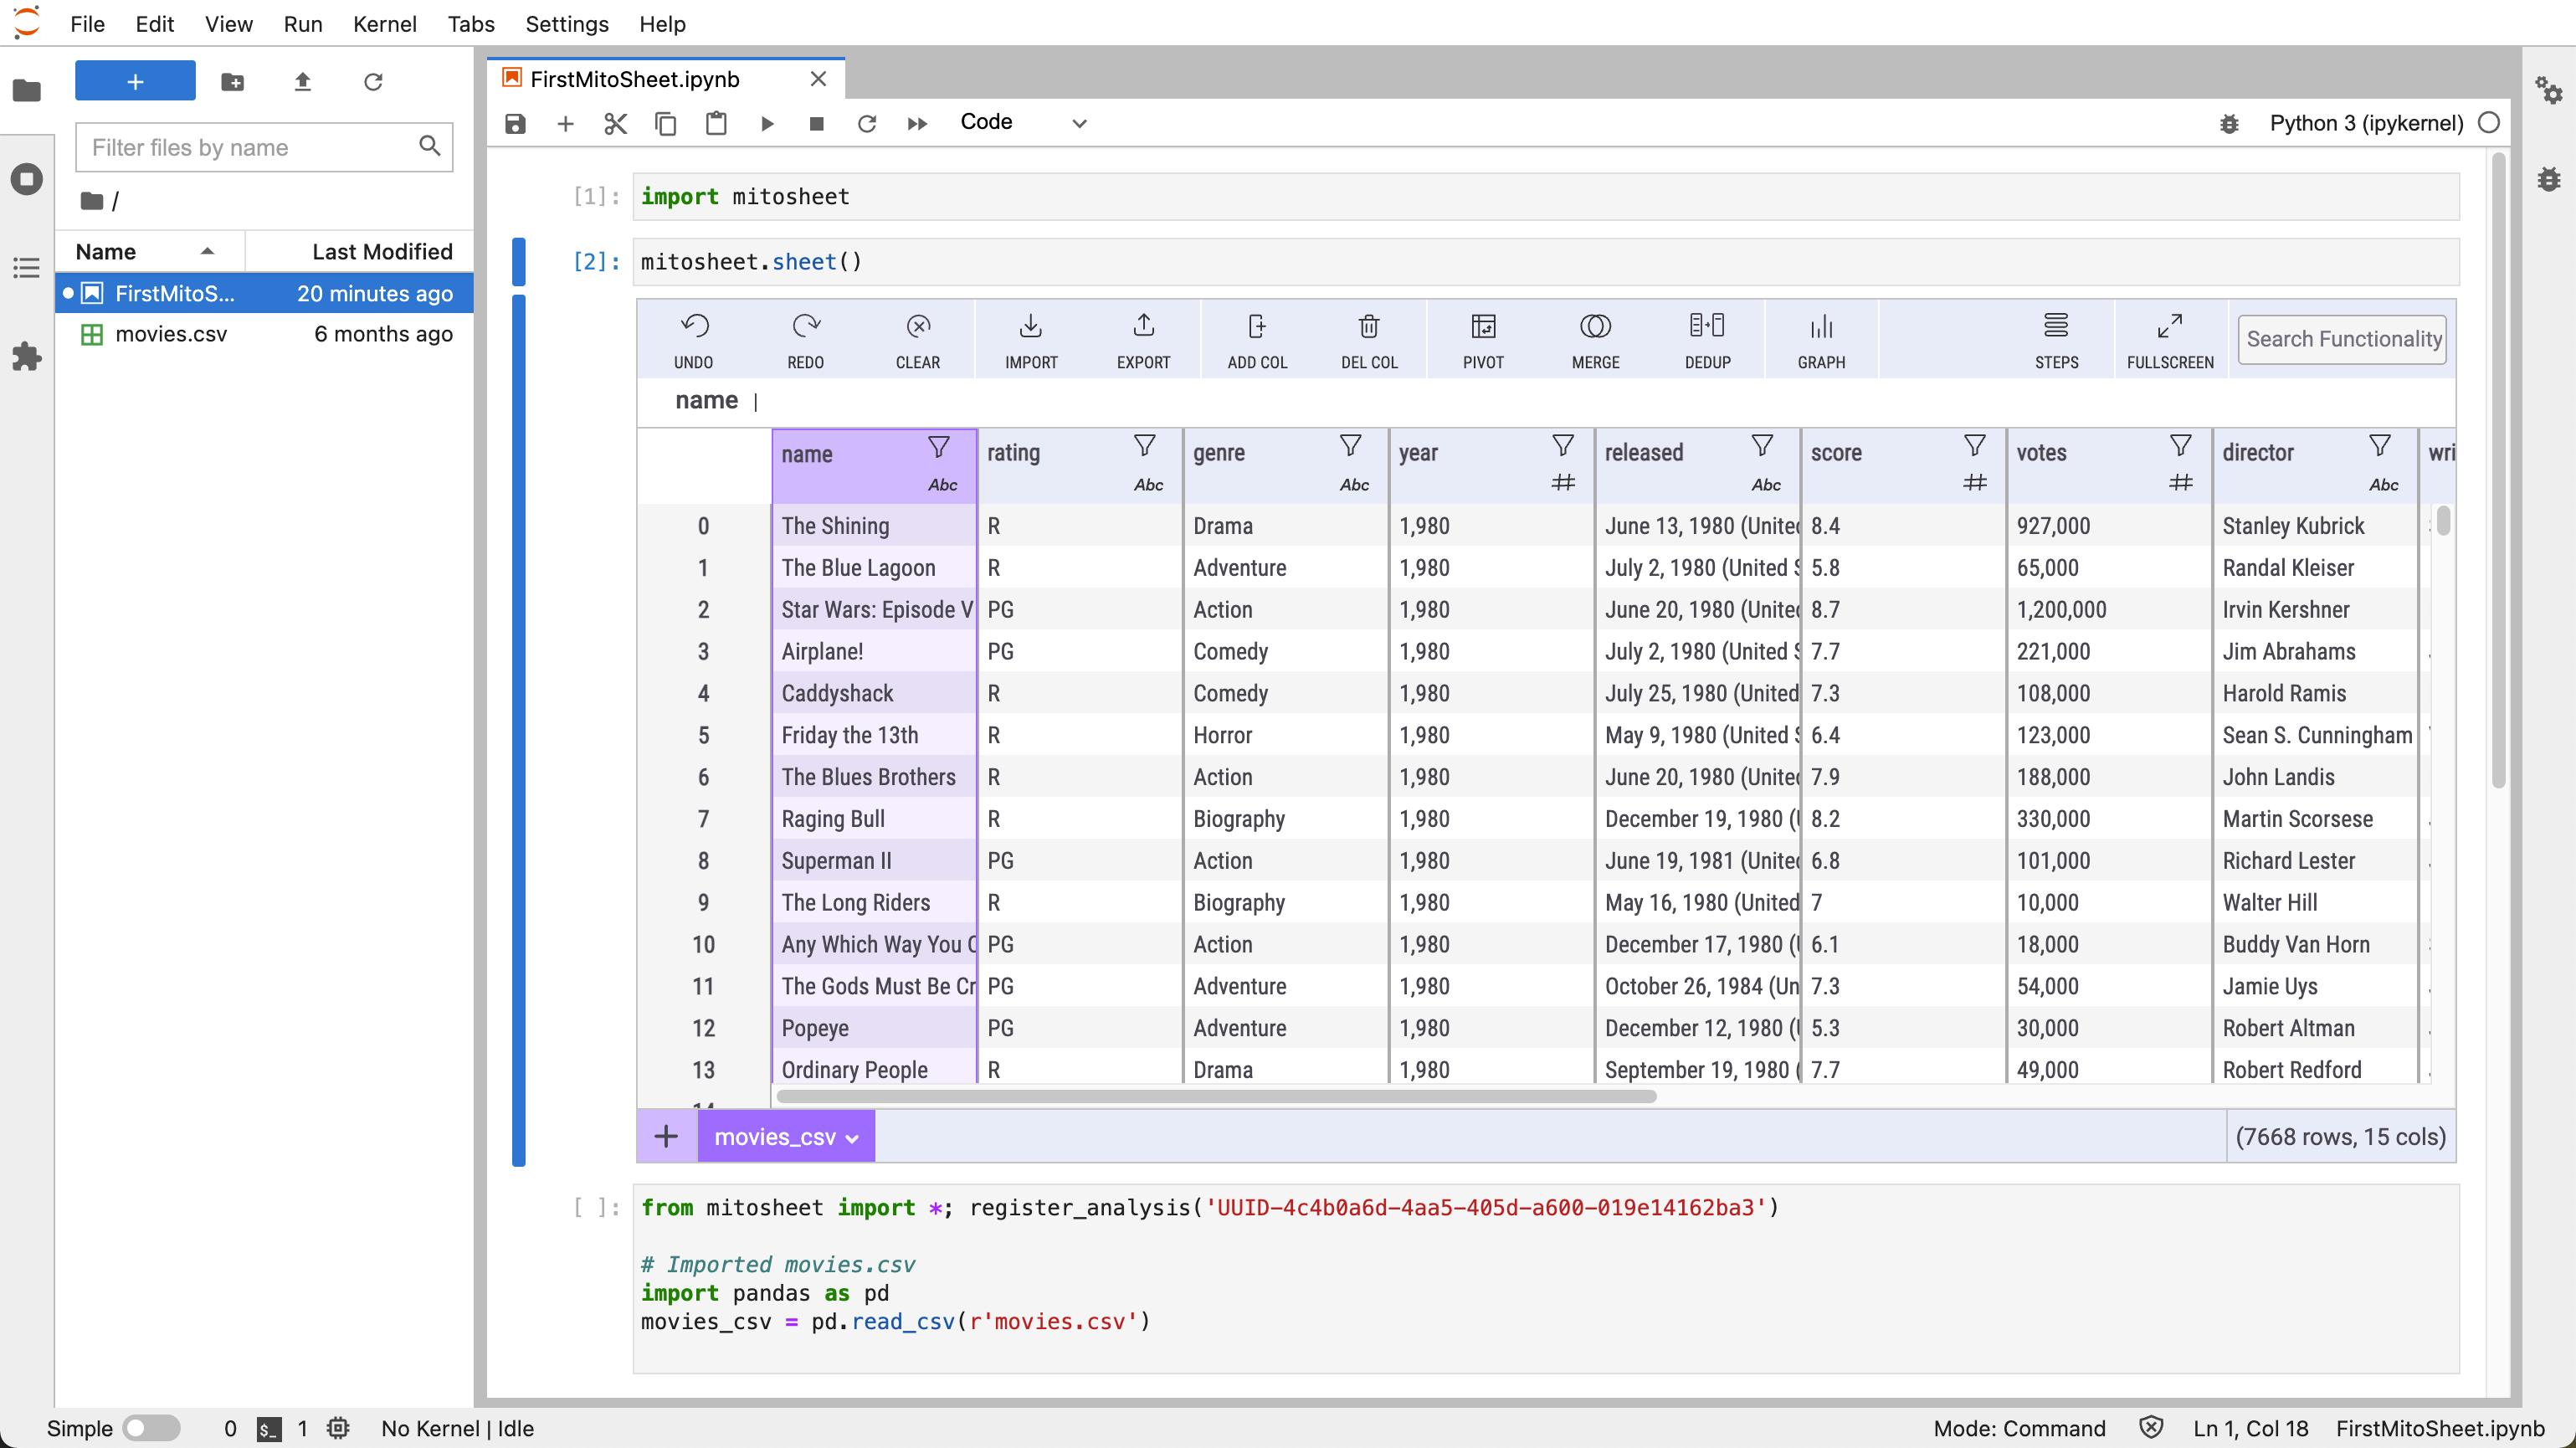 File Edit View Run Kernel Tabs Settings Help
Filter files by name
/
Name Last Modified
FirstMitoS... 20 minutes ago
movies.csv 6 months ago
FirstMitoSheet.ipynb
Code
Python 3 (ipykernel)
[1]: import mitosheet
[2]: mitosheet.sheet()
UNDO REDO CLEAR IMPORT EXPORT ADD COL DEL COL PIVOT MERGE DEDUP GRAPH STEPS FULLSCREEN Search Functionality
name
name rating genre year released score votes director wri
Abc Abc Abc # Abc # # Abc
0 The Shining R Drama 1,980 June 13, 1980 (United 8.4 927,000 Stanley Kubrick
1 The Blue Lagoon R Adventure 1,980 July 2, 1980 (United S 5.8 65,000 Randal Kleiser
2 Star Wars: Episode V PG Action 1,980 June 20, 1980 (United 8.7 1,200,000 Irvin Kershner
3 Airplane! PG Comedy 1,980 July 2, 1980 (United S 7.7 221,000 Jim Abrahams
4 Caddyshack R Comedy 1,980 July 25, 1980 (United 7.3 108,000 Harold Ramis
5 Friday the 13th R Horror 1,980 May 9, 1980 (United S 6.4 123,000 Sean S. Cunningham
6 The Blues Brothers R Action 1,980 June 20, 1980 (United 7.9 188,000 John Landis
7 Raging Bull R Biography 1,980 December 19, 1980 (U 8.2 330,000 Martin Scorsese
8 Superman II PG Action 1,980 June 19, 1981 (United 6.8 101,000 Richard Lester
9 The Long Riders R Biography 1,980 May 16, 1980 (United 7 10,000 Walter Hill
10 Any Which Way You C PG Action 1,980 December 17, 1980 (U 6.1 18,000 Buddy Van Horn
11 The Gods Must Be Cr PG Adventure 1,980 October 26, 1984 (Un 7.3 54,000 Jamie Uys
12 Popeye PG Adventure 1,980 December 12, 1980 (U 5.3 30,000 Robert Altman
13 Ordinary People R Drama 1,980 September 19, 1980 ( 7.7 49,000 Robert Redford
+ movies_csv (7668 rows, 15 cols)
[ ]: from mitosheet import *; register_analysis('UUID-4c4b0a6d-4aa5-405d-a600-019e14162ba3')
# Imported movies.csv
import pandas as pd
movies_csv = pd.read_csv(r'movies.csv')
Simple 0 $_ 1 No Kernel | Idle Mode: Command Ln 1, Col 18 FirstMitoSheet.ipynb